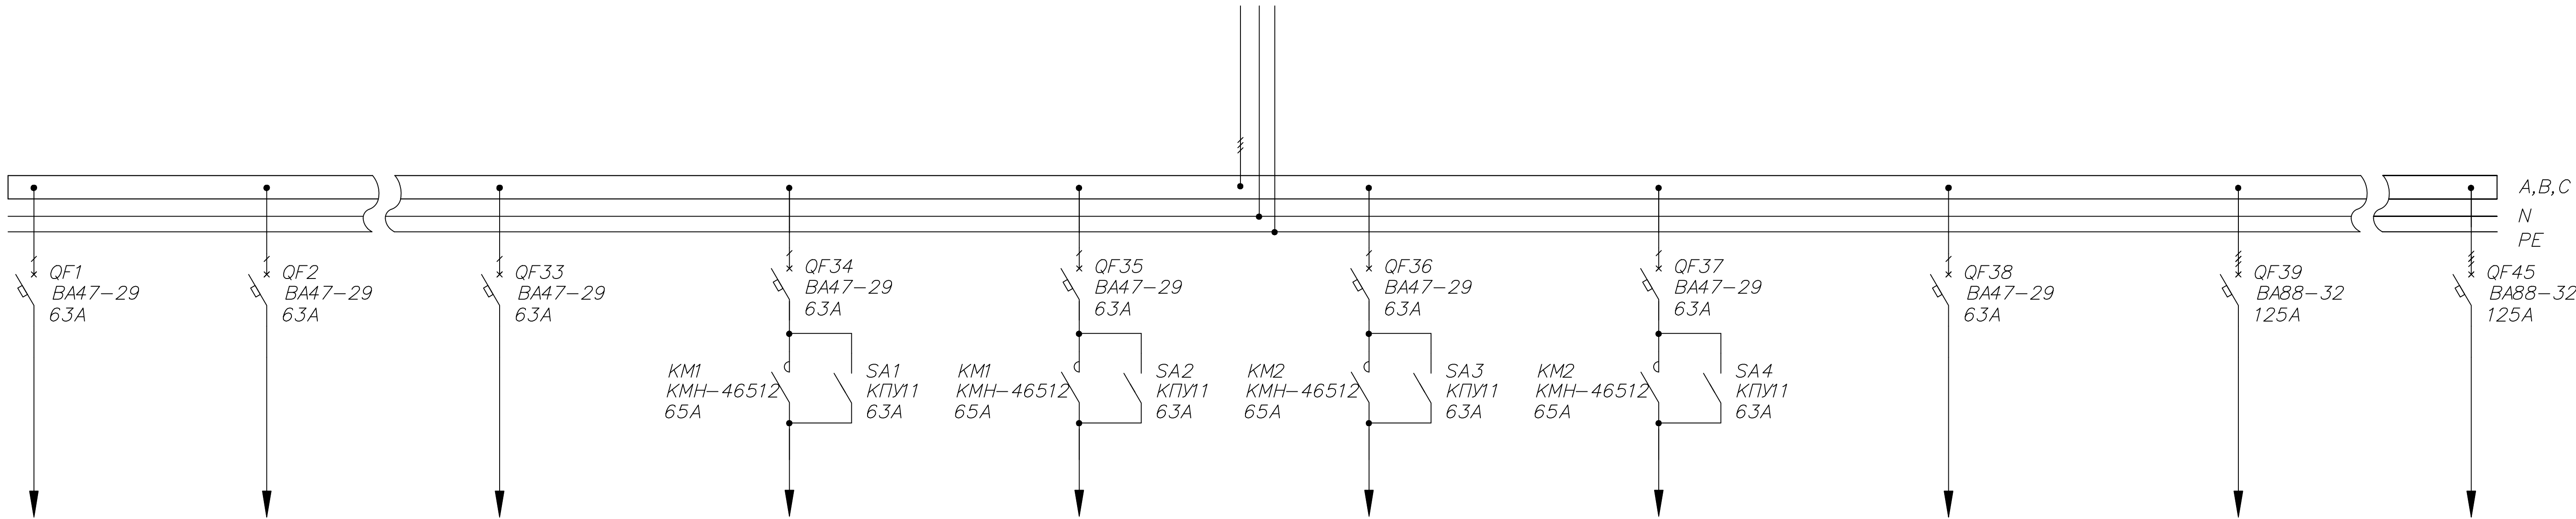 A,B,C
N
PE
QF1
ВА47-29
63А
QF2
ВА47-29
63А
QF33
ВА47-29
63А
QF34
ВА47-29
63А
QF35
ВА47-29
63А
QF36
ВА47-29
63А
QF37
ВА47-29
63А
QF38
ВА47-29
63А
QF39
ВА88-32
125А
QF45
ВА88-32
125А
КМ1
КМН-46512
65А
SA1
КПУ11
63А
КМ1
КМН-46512
65А
SA2
КПУ11
63А
КМ2
КМН-46512
65А
SA3
КПУ11
63А
КМ2
КМН-46512
65А
SA4
КПУ11
63А